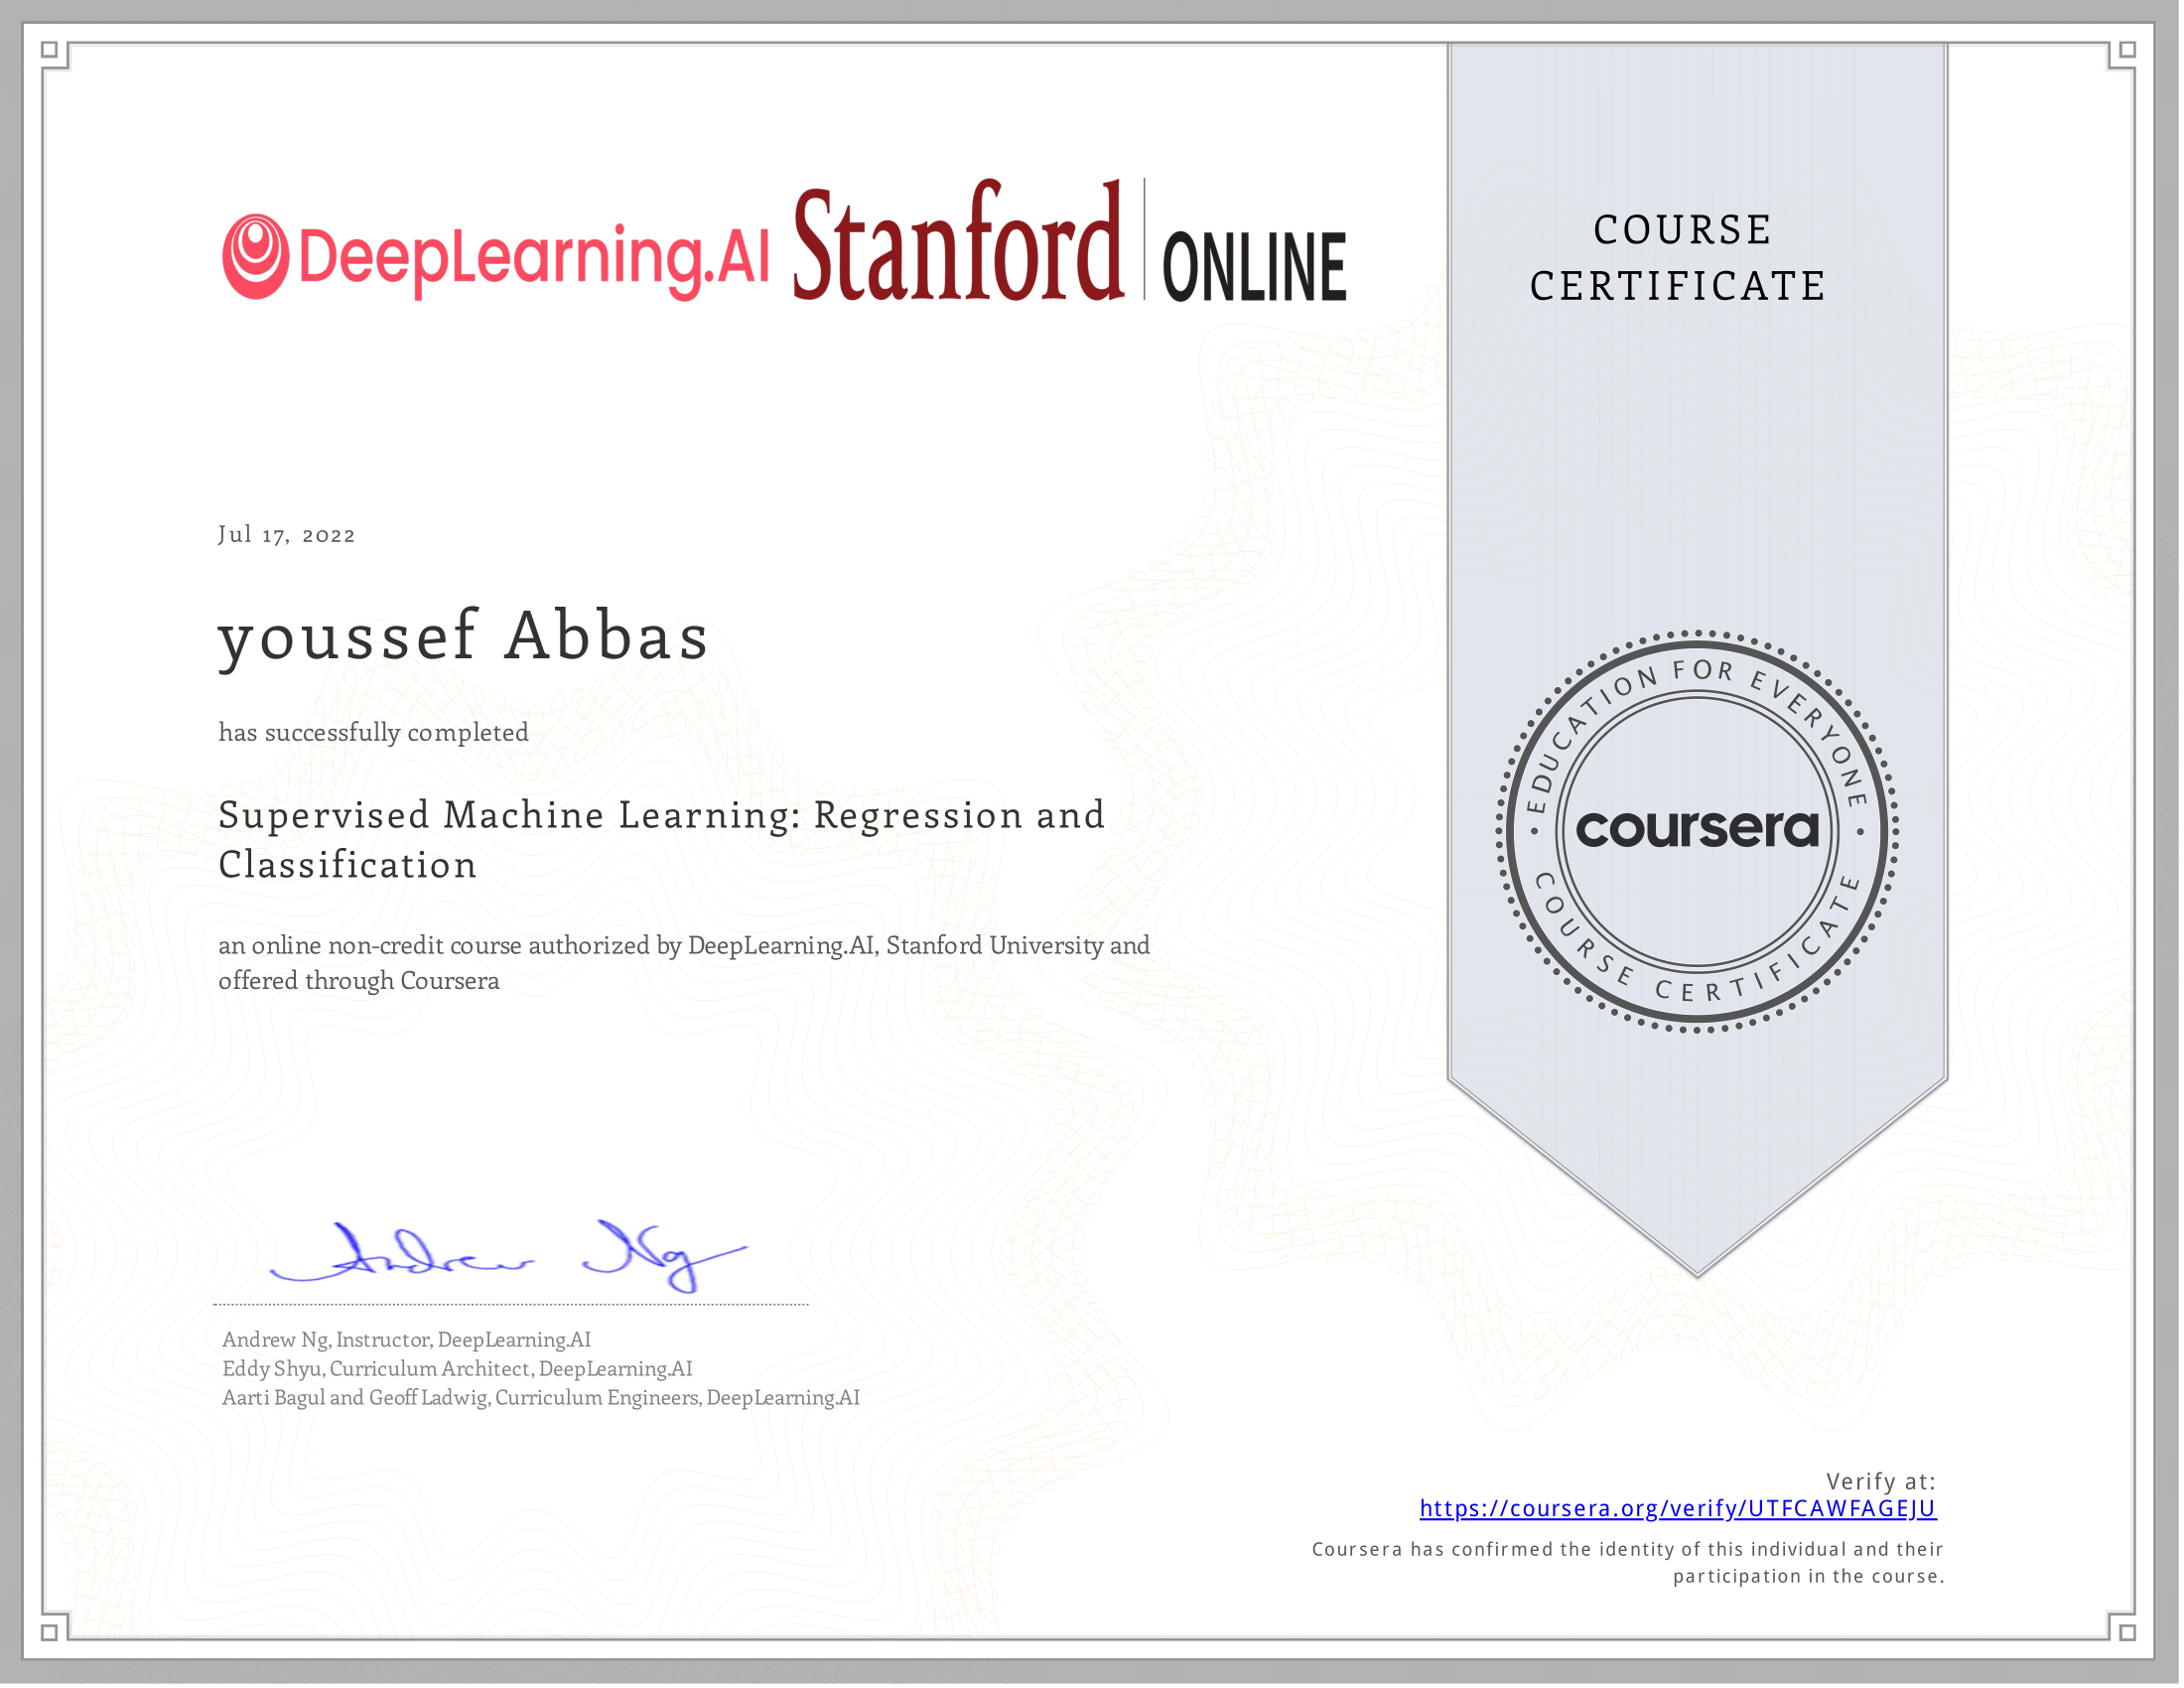 DeepLearning.AI Stanford ONLINE
COURSE
CERTIFICATE
Jul 17, 2022
youssef Abbas
has successfully completed
Supervised Machine Learning: Regression and
Classification
an online non-credit course authorized by DeepLearning.AI, Stanford University and
offered through Coursera
EDUCATION FOR EVERYONE
coursera
COURSE CERTIFICATE
Andrew Ng
Andrew Ng, Instructor, DeepLearning.AI
Eddy Shyu, Curriculum Architect, DeepLearning.AI
Aarti Bagul and Geoff Ladwig, Curriculum Engineers, DeepLearning.AI
Verify at:
https://coursera.org/verify/UTFCAWFAGEJU
Coursera has confirmed the identity of this individual and their
participation in the course.